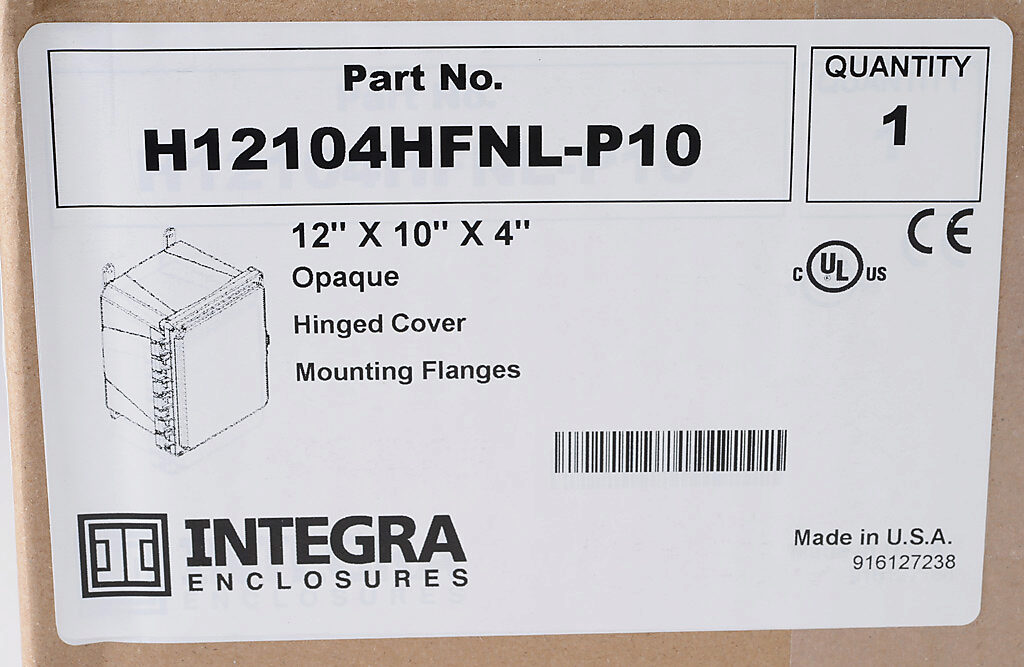 Part No.
H12104HFNL-P10
QUANTITY
1
12" X 10" X 4"
Opaque
Hinged Cover
Mounting Flanges
CE
C UL US
INTEGRA
ENCLOSURES
Made in U.S.A.
916127238